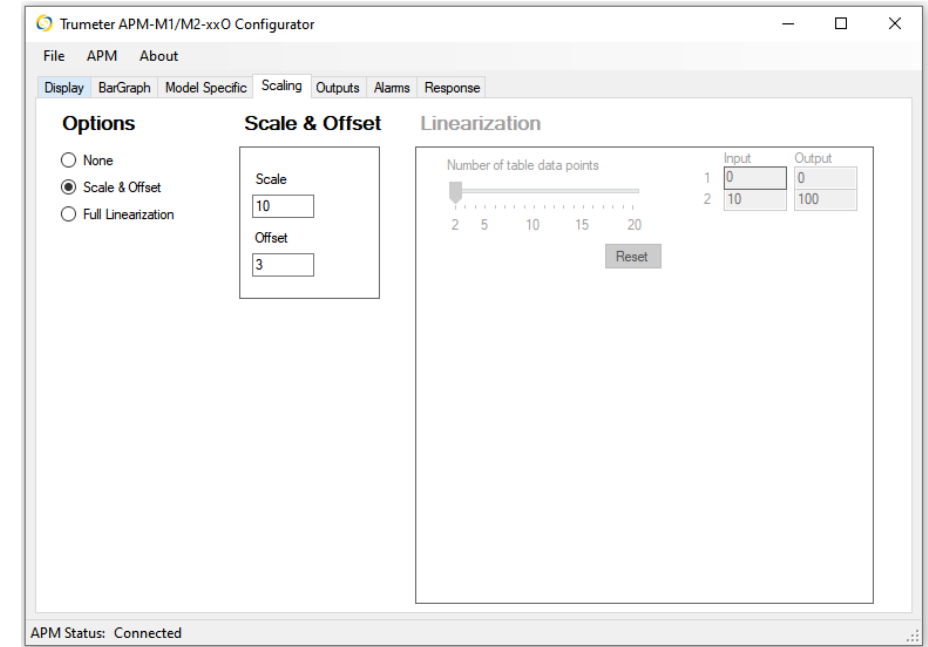 Trumeter APM-M1/M2-xxO Configurator
File APM About
Display BarGraph Model Specific Scaling Outputs Alarms Response
Options
None
Scale & Offset
Full Linearization
Scale & Offset
Scale
10
Offset
3
Linearization
Number of table data points
2 5 10 15 20
Reset
Input Output
1 0 0
2 10 100
APM Status: Connected